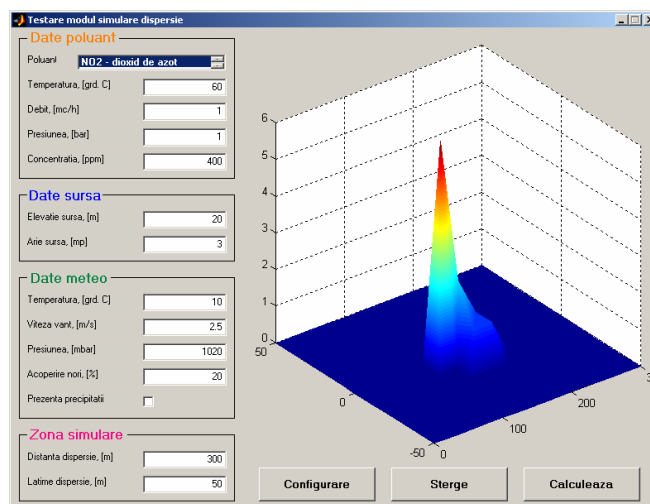 Testare modul simulare dispersie
Date poluant
Poluant NO2 - dioxid de azot
Temperatura, [grd. C] 60
Debit, [mc/h] 1
Presiunea, [bar] 1
Concentratia, [ppm] 400
Date sursa
Elevatie sursa, [m] 20
Arie sursa, [mp] 3
Date meteo
Temperatura, [grd. C] 10
Viteza vant, [m/s] 2.5
Presiunea, [mbar] 1020
Acoperire nori, [%] 20
Prezenta precipitatii
Zona simulare
Distanta dispersie, [m] 300
Latime dispersie, [m] 50
6
5
4
3
2
1
0
50
0
-50
0
100
200
3
Configurare
Sterge
Calculeaza